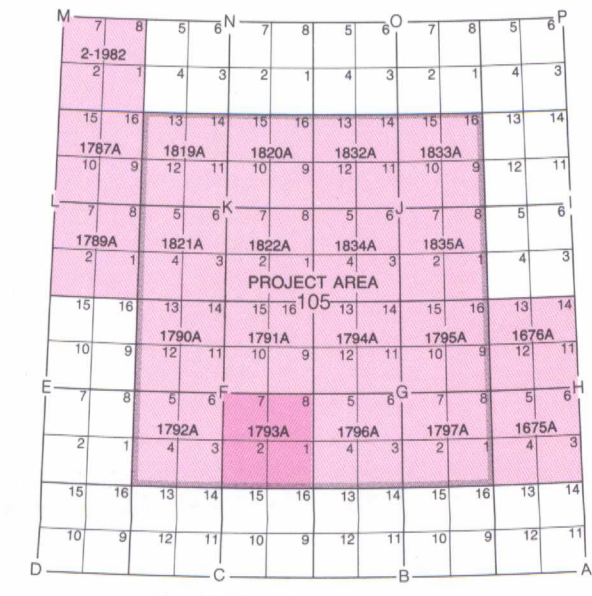 M 7 8 5 6 N 7 8 5 6 O 7 8 5 6 P
2-1982
2 1 4 3 2 1 4 3 2 1 4 3
15 16 13 14 15 16 13 14 15 16 13 14
1787A 1819A 1820A 1832A 1833A
10 9 12 11 10 9 12 11 10 9 12 11
L 7 8 5 6 K 7 8 5 6 J 7 8 5 6 I
1789A 1821A 1822A 1834A 1835A
2 1 4 3 2 1 4 3 2 1 4 3
PROJECT AREA
105
15 16 13 14 15 16 13 14 15 16 13 14
1790A 1791A 1794A 1795A 1676A
10 9 12 11 10 9 12 11 10 9 12 11
E 7 8 5 6 F 7 8 5 6 G 7 8 5 6 H
1792A 1793A 1796A 1797A 1675A
2 1 4 3 2 1 4 3 2 1 4 3
15 16 13 14 15 16 13 14 15 16 13 14
10 9 12 11 10 9 12 11 10 9 12 11
D C B A